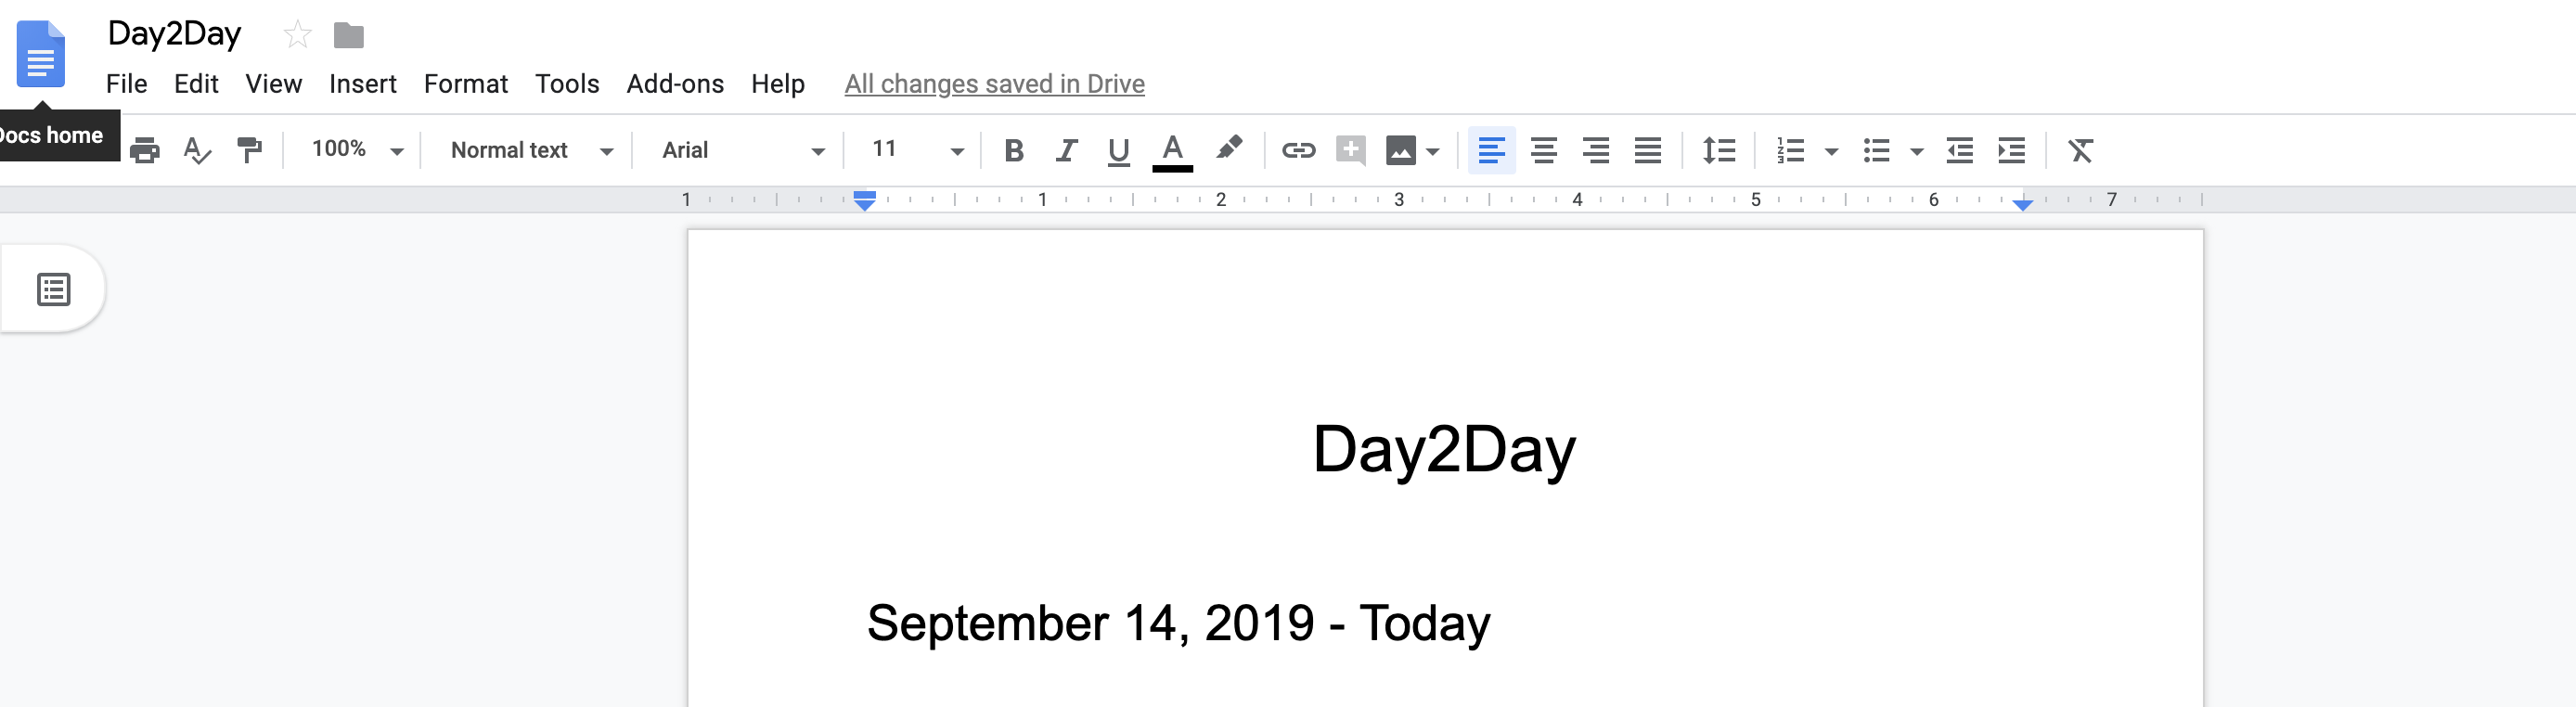 Day2Day
File Edit View Insert Format Tools Add-ons Help All changes saved in Drive
Docs home
100% Normal text Arial 11 B I U A
1 1 2 3 4 5 6 7
Day2Day
September 14, 2019 - Today